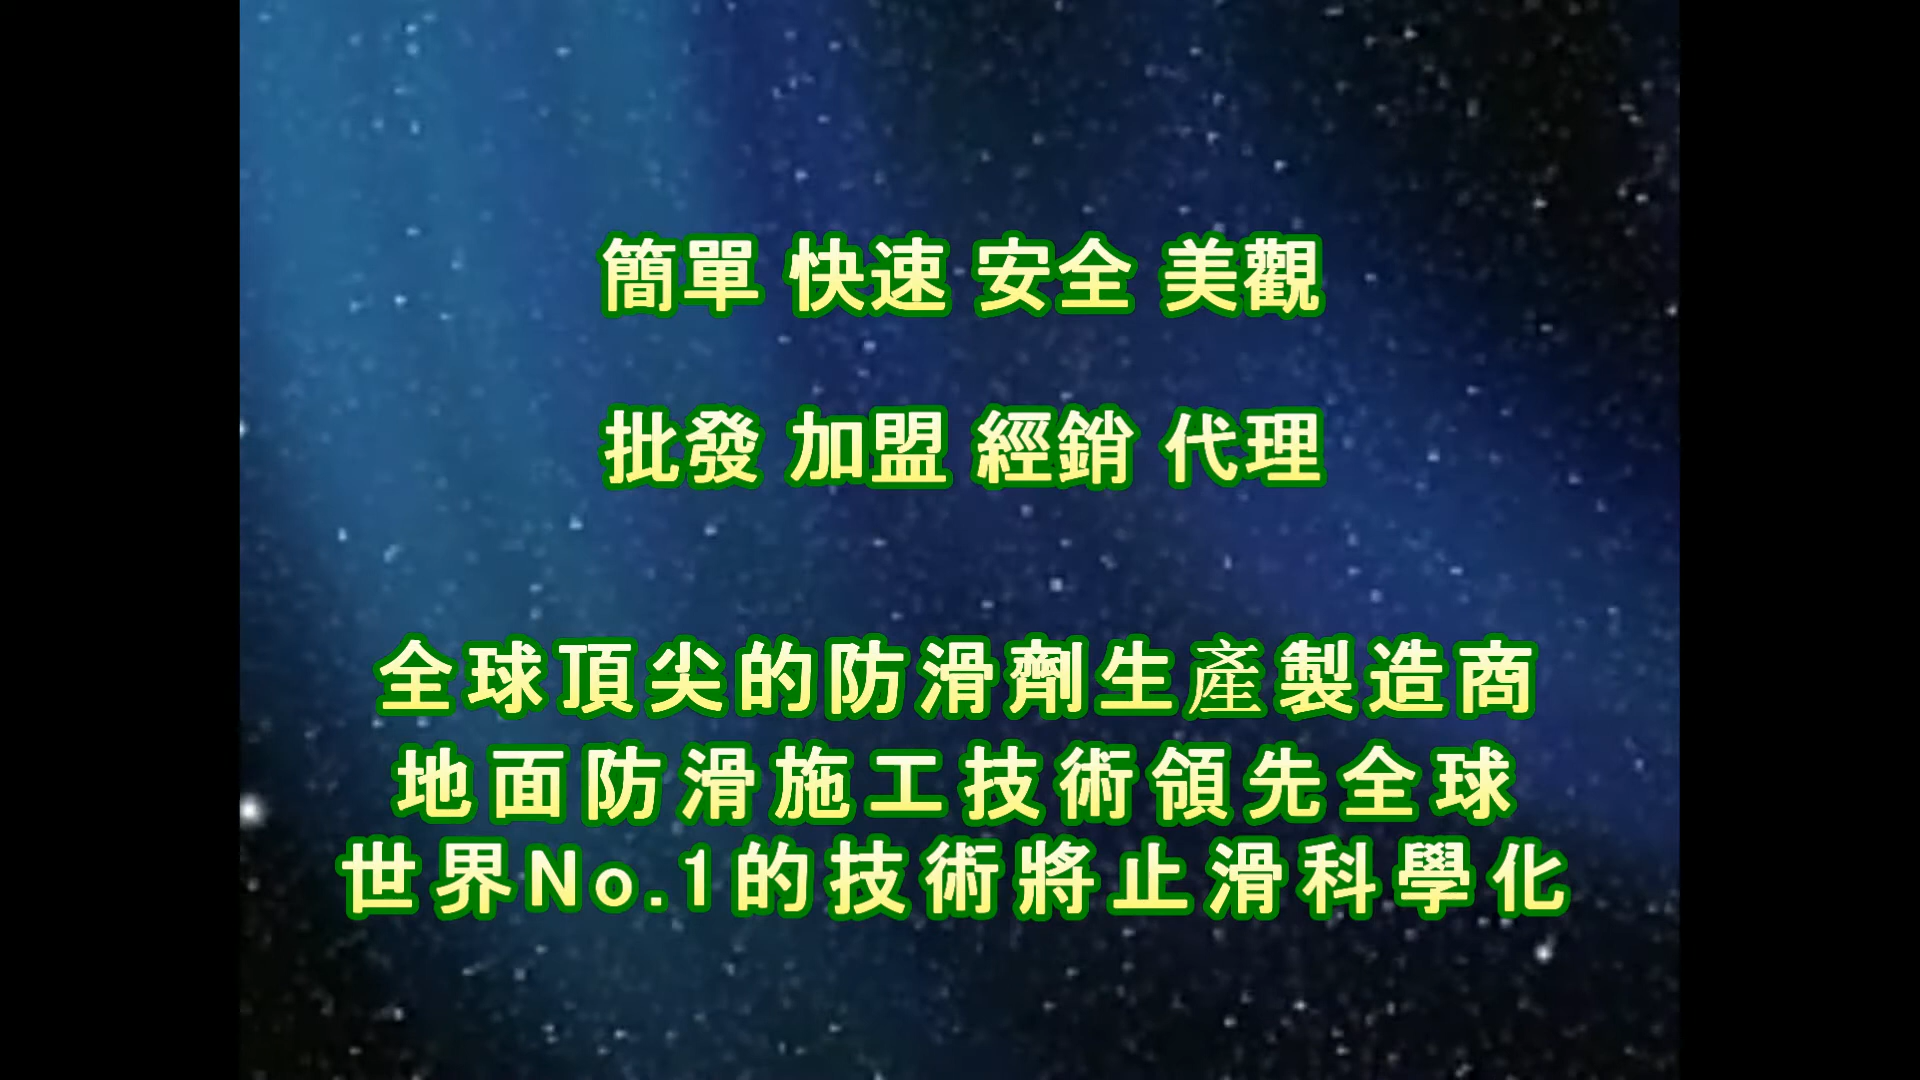 簡單 快速 安全 美觀
批發 加盟 經銷 代理
全球頂尖的防滑劑生產製造商
地面防滑施工技術領先全球
世界No.1的技術將止滑科學化